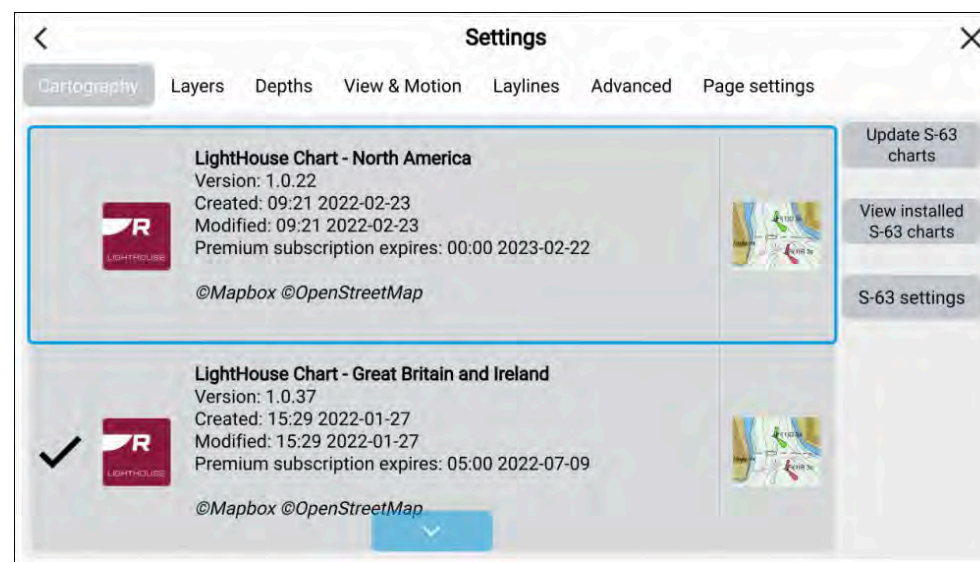 Settings
Cartography Layers Depths View & Motion Laylines Advanced Page settings
LightHouse Chart - North America
Version: 1.0.22
Created: 09:21 2022-02-23
Modified: 09:21 2022-02-23
Premium subscription expires: 00:00 2023-02-22
©Mapbox ©OpenStreetMap
R
LIGHTHOUSE
LightHouse Chart - Great Britain and Ireland
Version: 1.0.37
Created: 15:29 2022-01-27
Modified: 15:29 2022-01-27
Premium subscription expires: 05:00 2022-07-09
©Mapbox ©OpenStreetMap
R
LIGHTHOUSE
Update S-63
charts
View installed
S-63 charts
S-63 settings